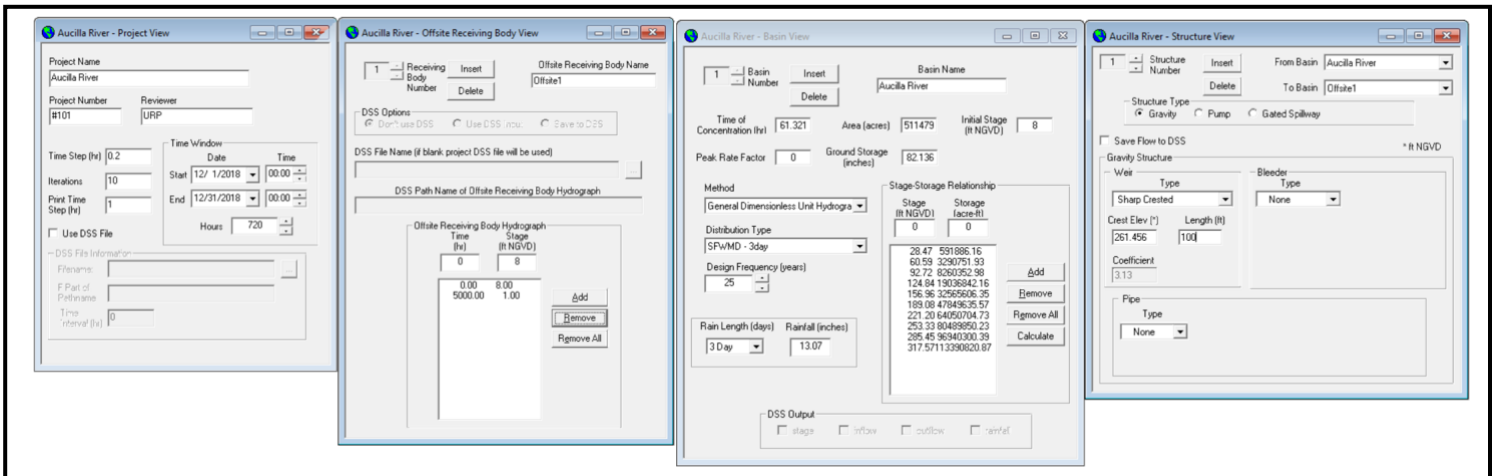 Aucilla River - Project View
Project Name
Aucilla River
Project Number Reviewer
#101 URP
Time Window
Date Time
Time Step (hr) 0.2
Start 12/ 1/2018 00:00
Iterations 10
End 12/31/2018 00:00
Print Time Step (hr) 1
Hours 720
Use DSS File
DSS File Information
Filename:
F Part of Pathname
Time Interval (hr) 0
Aucilla River - Offsite Receiving Body View
1 Receiving Body Number Insert Delete
Offsite Receiving Body Name
Offsite1
DSS Options
Don't use DSS Use DSS Input Save to DSS
DSS File Name (if blank project DSS file will be used)
...
DSS Path Name of Offsite Receiving Body Hydrograph
Offsite Receiving Body Hydrograph
Time (hr) Stage (ft NGVD)
0 8
0.00 8.00
5000.00 1.00
Add
Remove
Remove All
Aucilla River - Basin View
1 Basin Number Insert Delete
Basin Name
Aucilla River
Time of Concentration (hr) 61.321
Area (acres) 511479
Initial Stage (ft NGVD) 8
Peak Rate Factor 0
Ground Storage (inches) 82.136
Method
General Dimensionless Unit Hydrogra
Distribution Type
SFWMD - 3day
Design Frequency (years)
25
Rain Length (days) Rainfall (inches)
3 Day 13.07
Stage-Storage Relationship
Stage (ft NGVD) Storage (acre-ft)
0 0
28.47 591886.16
60.59 3290751.93
92.72 8260352.98
124.84 19036842.16
156.96 32565606.35
189.08 47849635.57
221.20 64050704.73
253.33 80489850.23
285.45 96940300.39
317.57113390820.87
Add
Remove
Remove All
Calculate
DSS Output
stage inflow outflow rainfall
Aucilla River - Structure View
1 Structure Number Insert Delete
From Basin Aucilla River
To Basin Offsite1
Structure Type
Gravity Pump Gated Spillway
Save Flow to DSS
* ft NGVD
Gravity Structure
Weir
Type
Sharp Crested
Crest Elev (*) Length (ft)
261.456 100
Coefficient
3.13
Bleeder
Type
None
Pipe
Type
None